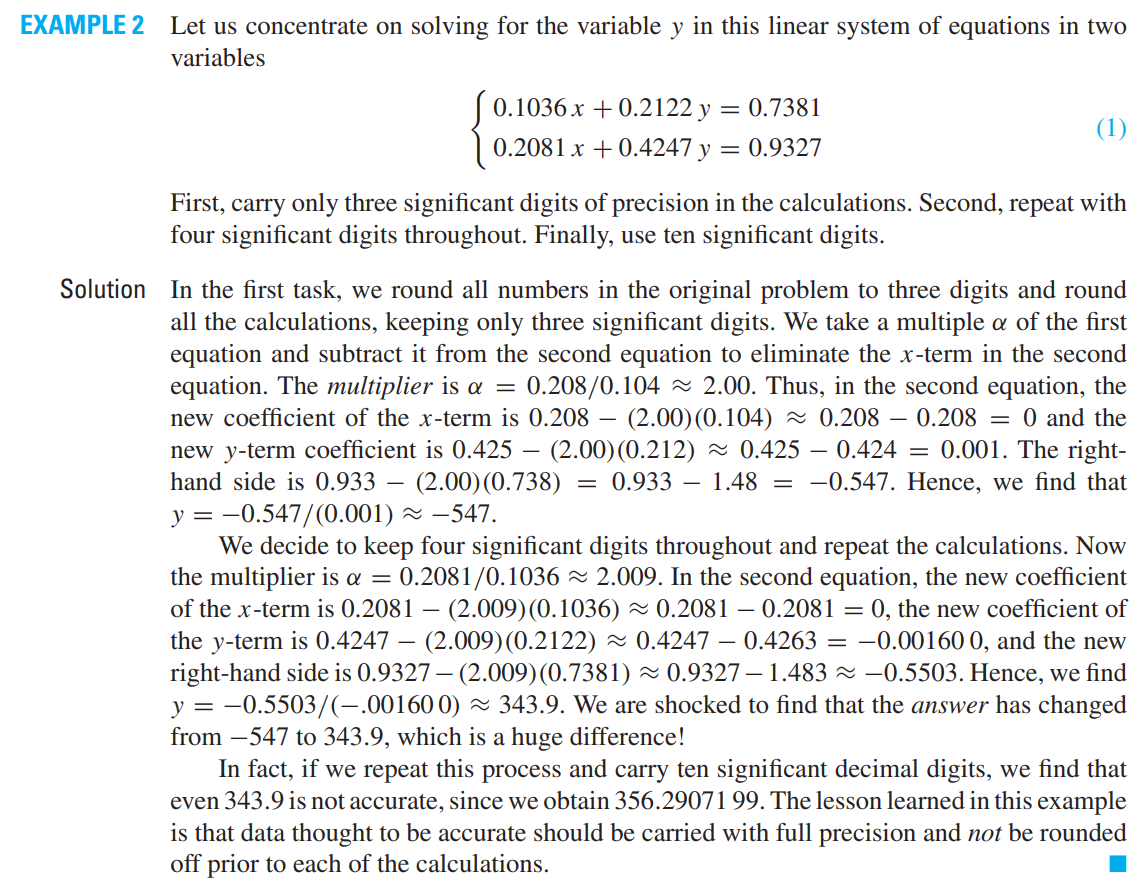 EXAMPLE 2 Let us concentrate on solving for the variable y in this linear system of equations in two
variables
{ 0.1036 x + 0.2122 y = 0.7381
0.2081 x + 0.4247 y = 0.9327
(1)
First, carry only three significant digits of precision in the calculations. Second, repeat with
four significant digits throughout. Finally, use ten significant digits.
Solution In the first task, we round all numbers in the original problem to three digits and round
all the calculations, keeping only three significant digits. We take a multiple α of the first
equation and subtract it from the second equation to eliminate the x-term in the second
equation. The multiplier is α = 0.208/0.104 ≈ 2.00. Thus, in the second equation, the
new coefficient of the x-term is 0.208 − (2.00)(0.104) ≈ 0.208 − 0.208 = 0 and the
new y-term coefficient is 0.425 − (2.00)(0.212) ≈ 0.425 − 0.424 = 0.001. The right-
hand side is 0.933 − (2.00)(0.738) = 0.933 − 1.48 = −0.547. Hence, we find that
y = −0.547/(0.001) ≈ −547.
We decide to keep four significant digits throughout and repeat the calculations. Now
the multiplier is α = 0.2081/0.1036 ≈ 2.009. In the second equation, the new coefficient
of the x-term is 0.2081 − (2.009)(0.1036) ≈ 0.2081 − 0.2081 = 0, the new coefficient of
the y-term is 0.4247 − (2.009)(0.2122) ≈ 0.4247 − 0.4263 = −0.00160 0, and the new
right-hand side is 0.9327 − (2.009)(0.7381) ≈ 0.9327 − 1.483 ≈ −0.5503. Hence, we find
y = −0.5503/(−.00160 0) ≈ 343.9. We are shocked to find that the answer has changed
from −547 to 343.9, which is a huge difference!
In fact, if we repeat this process and carry ten significant decimal digits, we find that
even 343.9 is not accurate, since we obtain 356.29071 99. The lesson learned in this example
is that data thought to be accurate should be carried with full precision and not be rounded
off prior to each of the calculations.